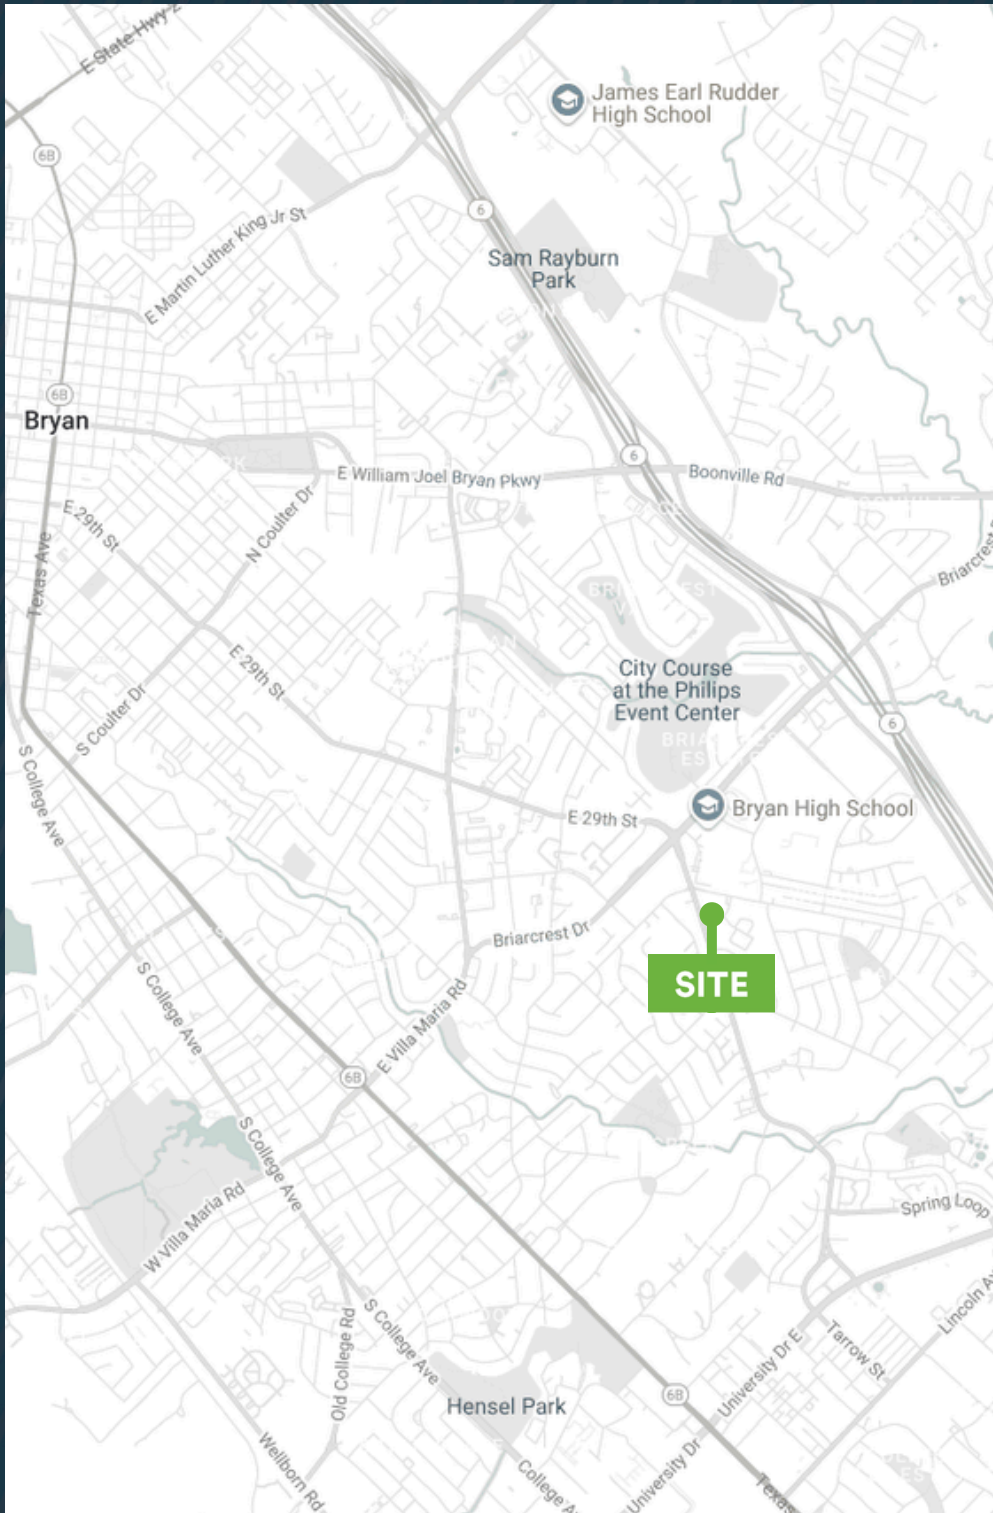 E State Hwy 2
James Earl Rudder
High School
6B
6
E Martin Luther King Jr St
Sam Rayburn
Park
6B
Bryan
6
E William Joel Bryan Pkwy
Boonville Rd
E 29th St
N Coulter Dr
Texas Ave
Briarcrest
E 29th St
City Course
at the Philips
Event Center
S Coulter Dr
6
S College Ave
E 29th St
Bryan High School
Briarcrest Dr
SITE
S College Ave
E Villa Maria Rd
6B
S College Ave
W Villa Maria Rd
Spring Loop
S College Ave
Old College Rd
Lincoln A
University Dr E
Tarrow St
6B
Hensel Park
Wellborn Rd
College A
University Dr
Texas